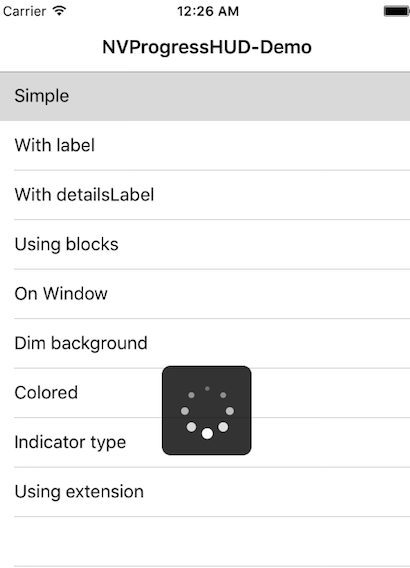 Carrier 12:26 AM
NVProgressHUD-Demo
Simple
With label
With detailsLabel
Using blocks
On Window
Dim background
Colored
Indicator type
Using extension